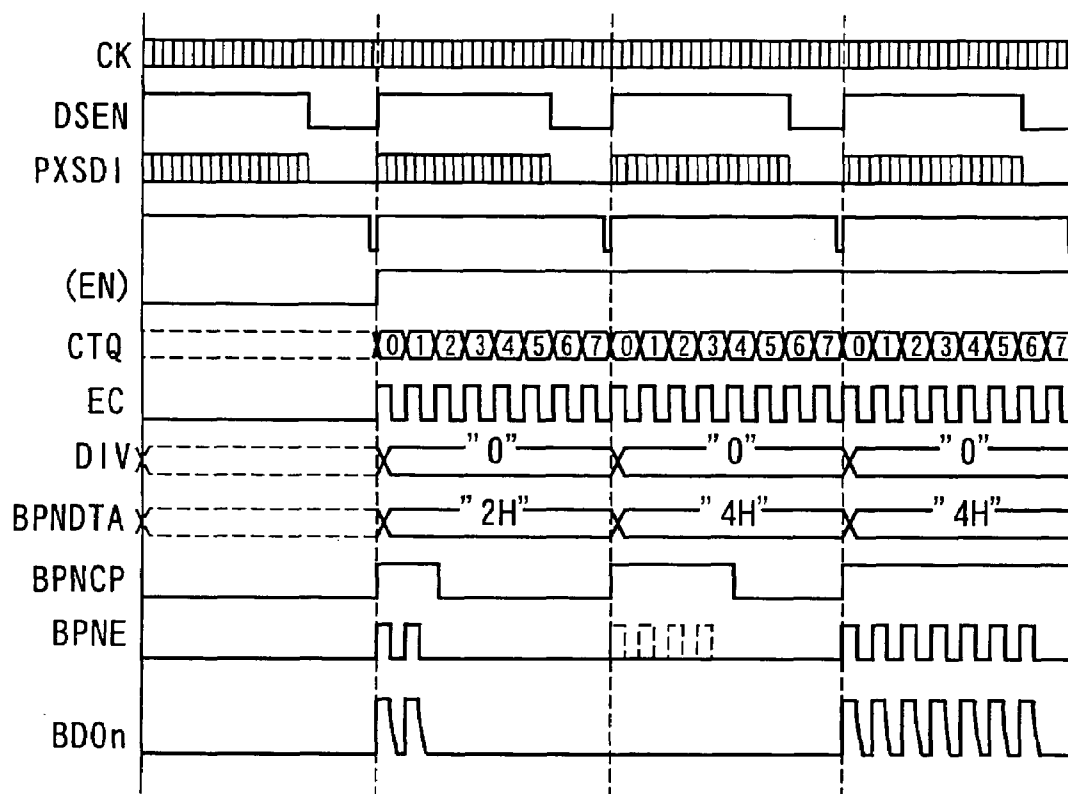 CK
DSEN
PXSDI
(EN)
CTQ 0 1 2 3 4 5 6 7 0 1 2 3 4 5 6 7 0 1 2 3 4 5 6 7
EC
DIV "0" "0" "0"
BPNDTA "2H" "4H" "4H"
BPNCP
BPNE
BDOn